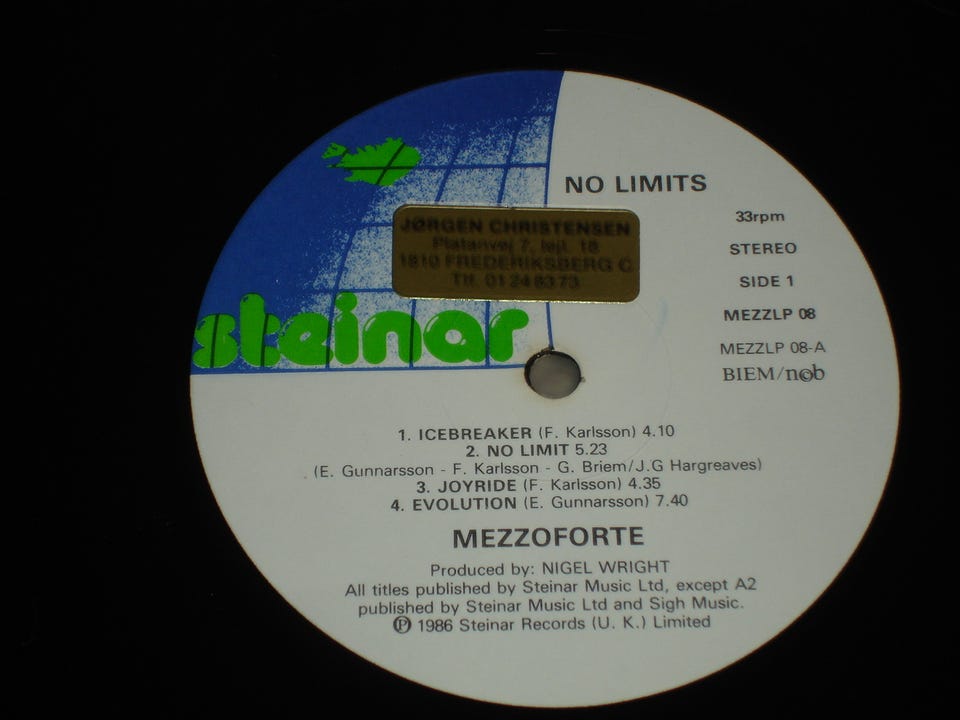 NO LIMITS
33rpm
STEREO
SIDE 1
MEZZLP 08
MEZZLP 08-A
BIEM/n©b
JØRGEN CHRISTENSEN
Platanvej 7, lejl. 18
1810 FREDERIKSBERG C
Tlf. 01 24 83 73
steinar
1. ICEBREAKER (F. Karlsson) 4.10
2. NO LIMIT 5.23
(E. Gunnarsson - F. Karlsson - G. Briem/J.G Hargreaves)
3. JOYRIDE (F. Karlsson) 4.35
4. EVOLUTION (E. Gunnarsson) 7.40
MEZZOFORTE
Produced by: NIGEL WRIGHT
All titles published by Steinar Music Ltd, except A2
published by Steinar Music Ltd and Sigh Music.
℗ 1986 Steinar Records (U. K.) Limited